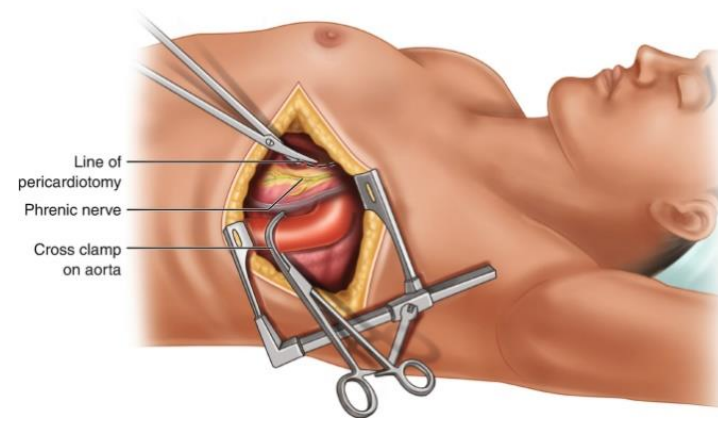 Line of
pericardiotomy
Phrenic nerve
Cross clamp
on aorta